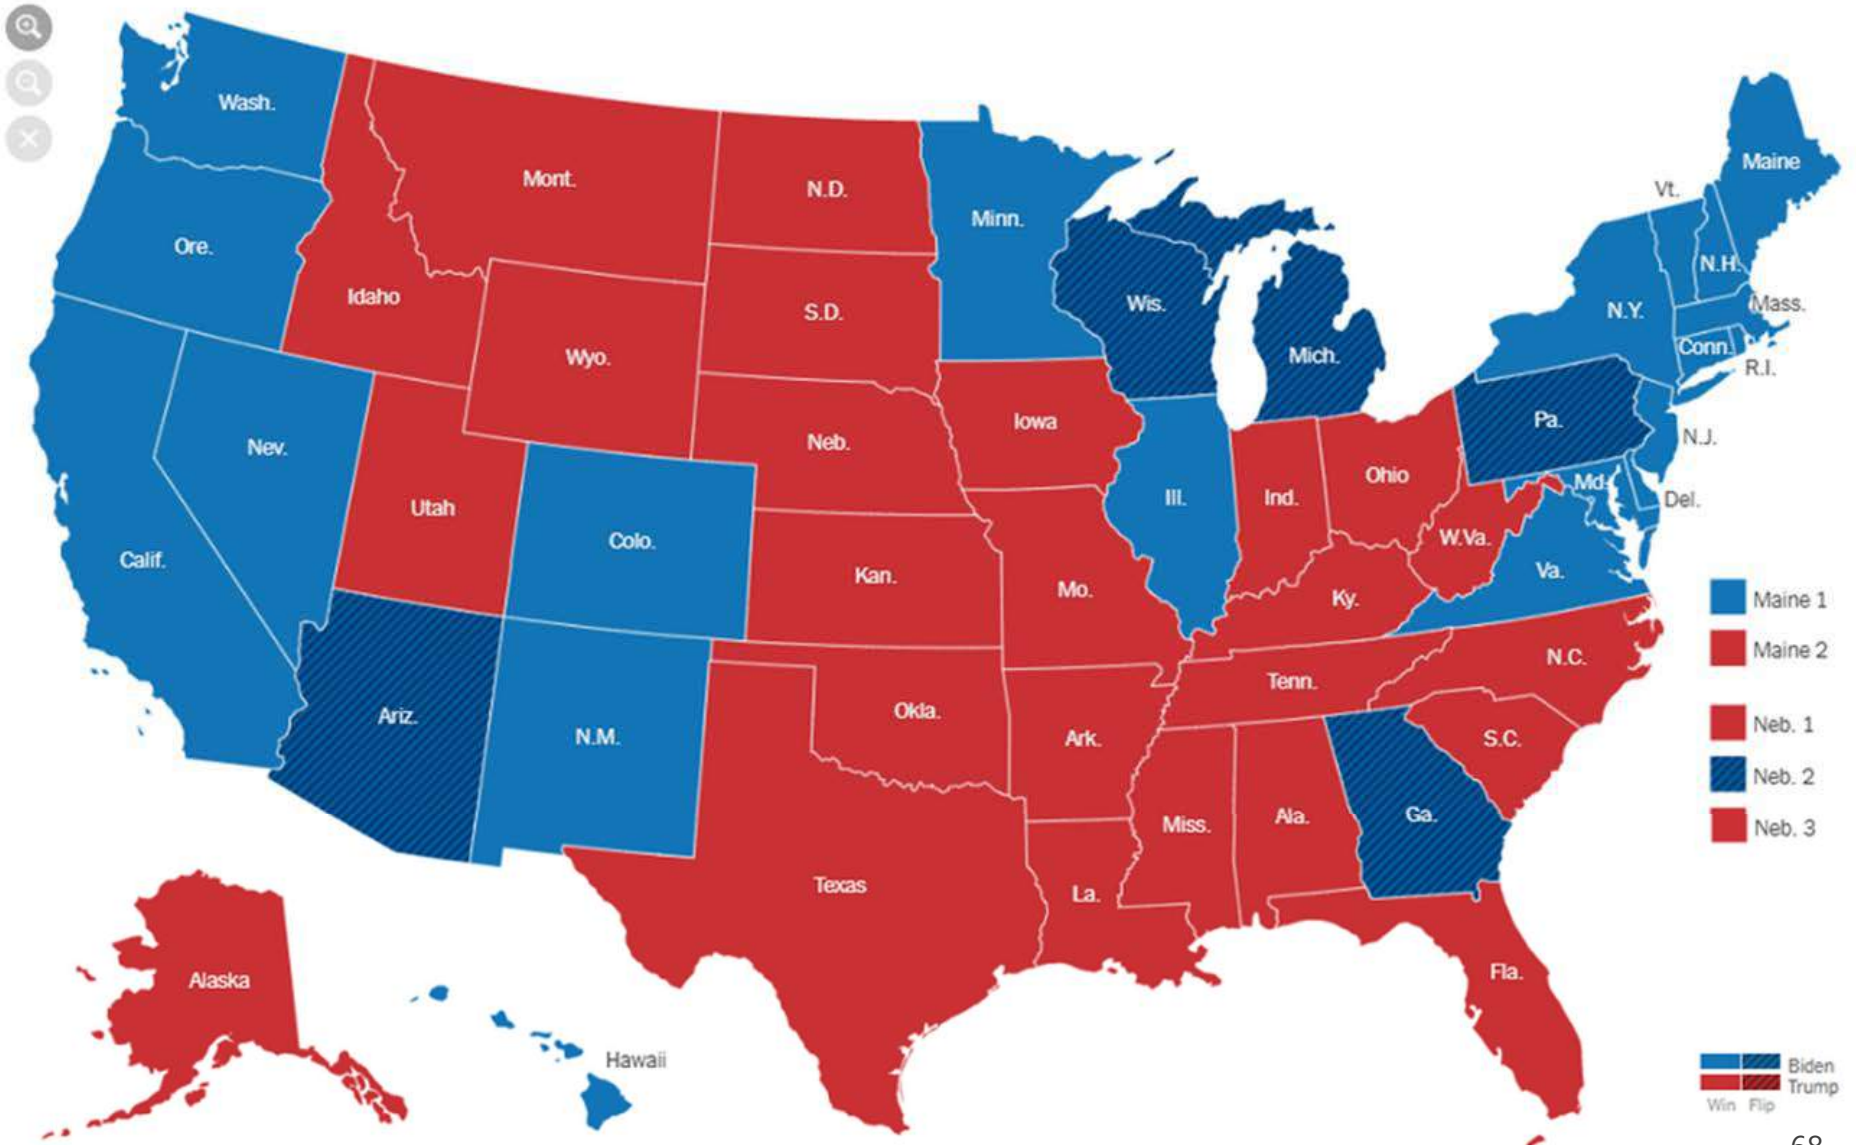 Wash.
Maine
Mont.
N.D.
Minn.
Vt.
Ore.
N.H.
Idaho
S.D.
Wis.
N.Y.
Mass.
Wyo.
Mich.
Conn.
R.I.
Iowa
Pa.
Nev.
Neb.
N.J.
Utah
Ill.
Ind.
Ohio
Md.
Del.
Colo.
W.Va.
Calif.
Kan.
Mo.
Ky.
Va.
Maine 1
Maine 2
N.C.
Tenn.
Ariz.
N.M.
Okla.
Ark.
S.C.
Neb. 1
Neb. 2
Neb. 3
Miss.
Ala.
Ga.
Texas
La.
Fla.
Alaska
Hawaii
Biden
Trump
Win Flip
68